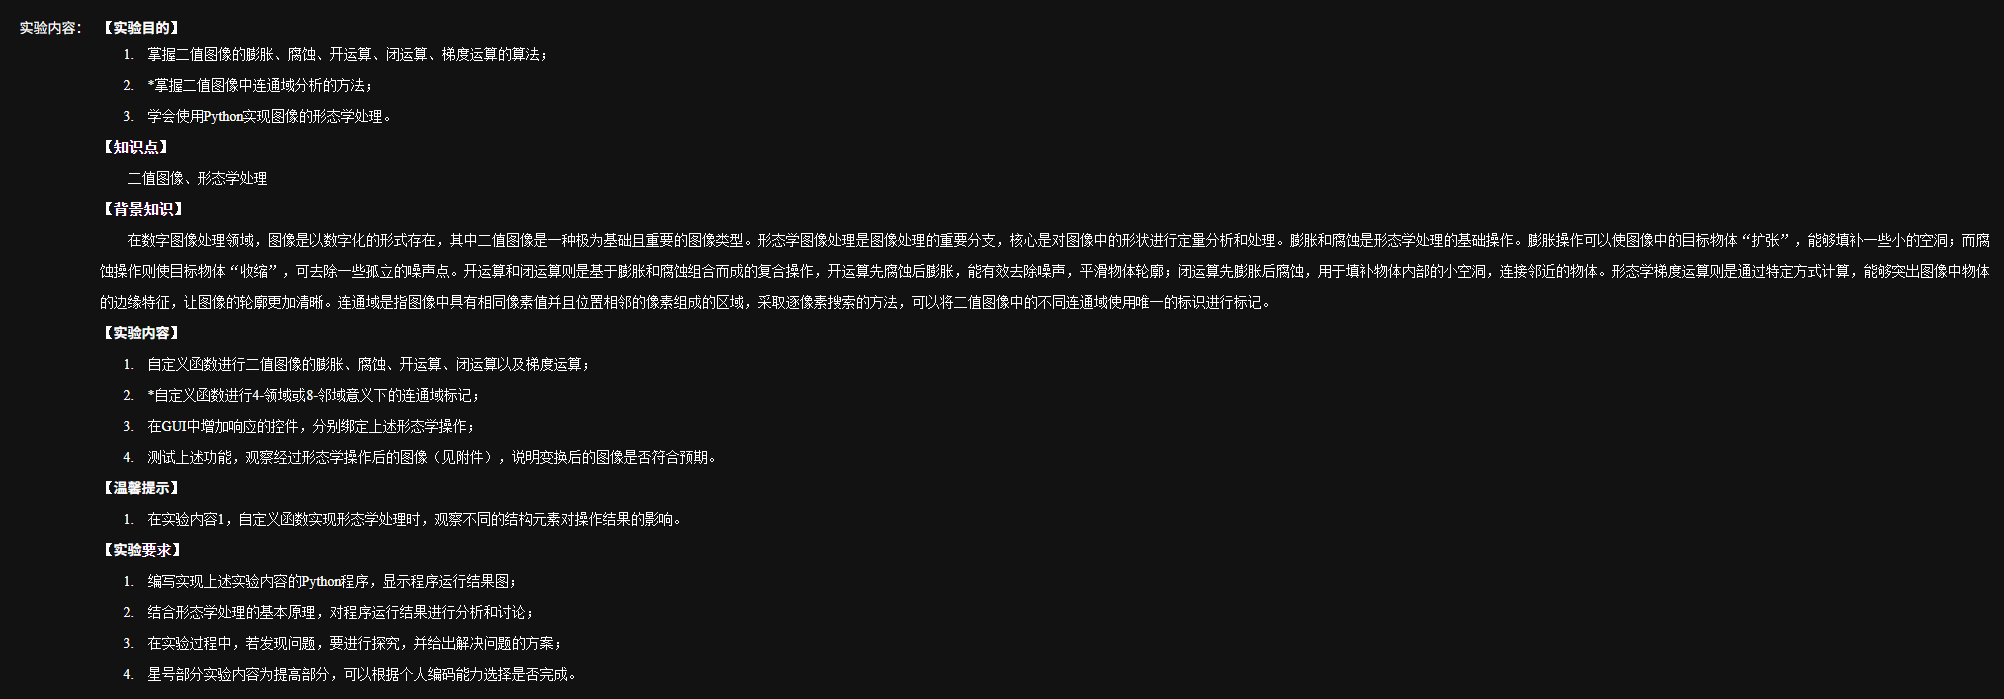 实验内容： 【实验目的】
1. 掌握二值图像的膨胀、腐蚀、开运算、闭运算、梯度运算的算法；
2. *掌握二值图像中连通域分析的方法；
3. 学会使用Python实现图像的形态学处理。
【知识点】
二值图像、形态学处理
【背景知识】
在数字图像处理领域，图像是以数字化的形式存在，其中二值图像是一种极为基础且重要的图像类型。形态学图像处理是图像处理的重要分支，核心是对图像中的形状进行定量分析和处理。膨胀和腐蚀是形态学处理的基础操作。膨胀操作可以使图像中的目标物体“扩张”，能够填补一些小的空洞；而腐
蚀操作则使目标物体“收缩”，可去除一些孤立的噪声点。开运算和闭运算则是基于膨胀和腐蚀组合而成的复合操作，开运算先腐蚀后膨胀，能有效去除噪声，平滑物体轮廓；闭运算先膨胀后腐蚀，用于填补物体内部的小空洞，连接邻近的物体。形态学梯度运算则是通过特定方式计算，能够突出图像中物体
的边缘特征，让图像的轮廓更加清晰。连通域是指图像中具有相同像素值并且位置相邻的像素组成的区域，采取逐像素搜索的方法，可以将二值图像中的不同连通域使用唯一的标识进行标记。
【实验内容】
1. 自定义函数进行二值图像的膨胀、腐蚀、开运算、闭运算以及梯度运算；
2. *自定义函数进行4-领域或8-邻域意义下的连通域标记；
3. 在GUI中增加响应的控件，分别绑定上述形态学操作；
4. 测试上述功能，观察经过形态学操作后的图像（见附件），说明变换后的图像是否符合预期。
【温馨提示】
1. 在实验内容1，自定义函数实现形态学处理时，观察不同的结构元素对操作结果的影响。
【实验要求】
1. 编写实现上述实验内容的Python程序，显示程序运行结果图；
2. 结合形态学处理的基本原理，对程序运行结果进行分析和讨论；
3. 在实验过程中，若发现问题，要进行探究，并给出解决问题的方案；
4. 星号部分实验内容为提高部分，可以根据个人编码能力选择是否完成。